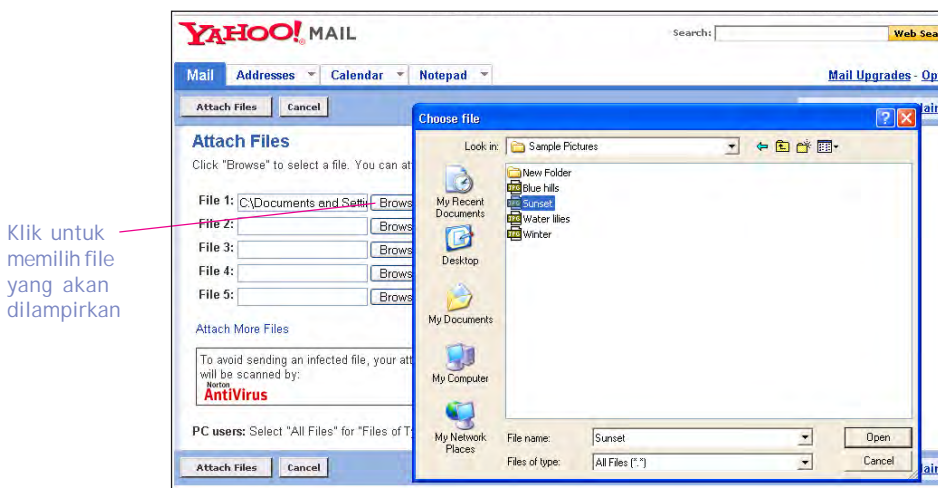 YAHOO! MAIL
Search:
Web Sea
Mail Addresses Calendar Notepad
Mail Upgrades - Op
Attach Files Cancel
Attach Files
Click "Browse" to select a file. You can at
File 1: C:\Documents and Setti Brows
File 2: Brows
File 3: Brows
File 4: Brows
File 5: Brows
Attach More Files
To avoid sending an infected file, your att
will be scanned by:
Norton
AntiVirus
PC users: Select "All Files" for "Files of Ty
Attach Files Cancel
Klik untuk
memilih file
yang akan
dilampirkan
Choose file
Look in: Sample Pictures
My Recent
Documents
Desktop
My Documents
My Computer
My Network
Places
New Folder
Blue hills
Sunset
Water lilies
Winter
File name: Sunset Open
Files of type: All Files (*.*) Cancel